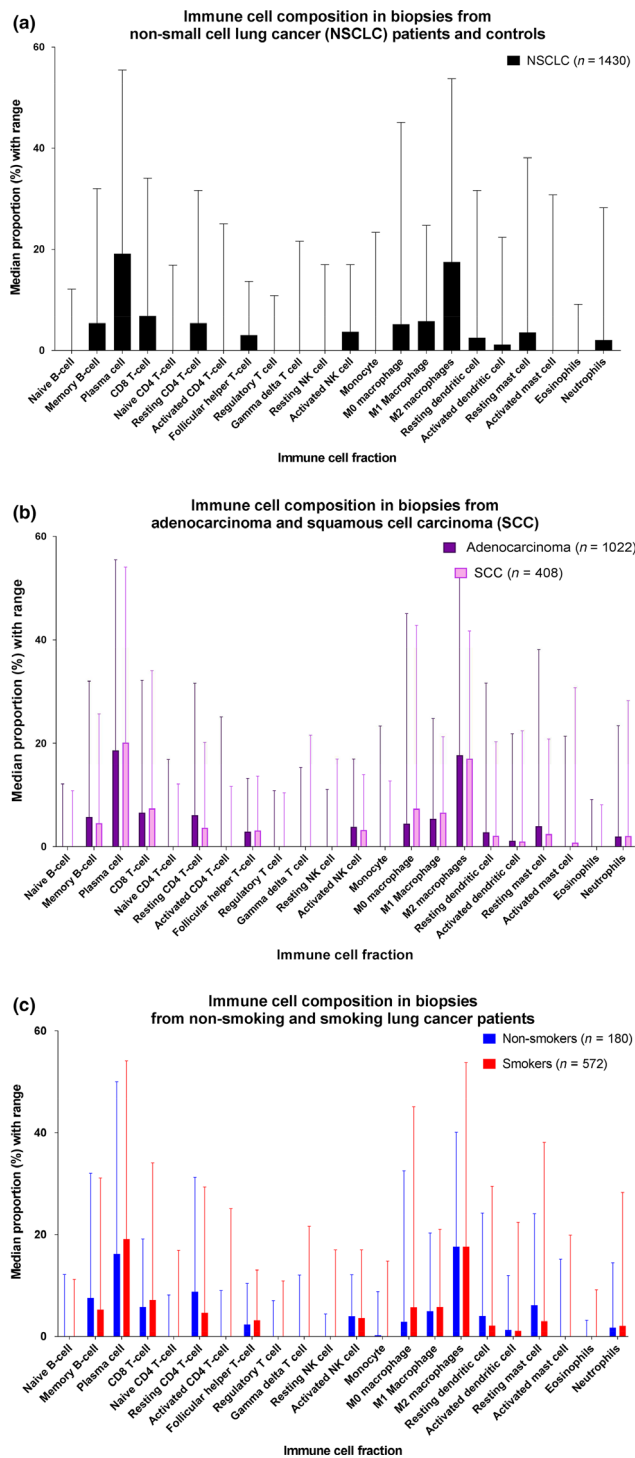 (a)
Immune cell composition in biopsies from
non-small cell lung cancer (NSCLC) patients and controls
NSCLC (n = 1430)
Median proportion (%) with range
60
40
20
0
Naive B-cell
Memory B-cell
Plasma cell
CD8 T-cell
Naive CD4 T-cell
Resting CD4 T-cell
Activated CD4 T-cell
Follicular helper T-cell
Regulatory T cell
Gamma delta T cell
Resting NK cell
Activated NK cell
Monocyte
M0 macrophage
M1 Macrophage
M2 macrophages
Resting dendritic cell
Activated dendritic cell
Resting mast cell
Activated mast cell
Eosinophils
Neutrophils
Immune cell fraction
(b)
Immune cell composition in biopsies from
adenocarcinoma and squamous cell carcinoma (SCC)
Adenocarcinoma (n = 1022)
SCC (n = 408)
Median proportion (%) with range
60
40
20
0
Naive B-cell
Memory B-cell
Plasma cell
CD8 T-cell
Naive CD4 T-cell
Resting CD4 T-cell
Activated CD4 T-cell
Follicular helper T-cell
Regulatory T cell
Gamma delta T cell
Resting NK cell
Activated NK cell
Monocyte
M0 macrophage
M1 Macrophage
M2 macrophages
Resting dendritic cell
Activated dendritic cell
Resting mast cell
Activated mast cell
Eosinophils
Neutrophils
Immune cell fraction
(c)
Immune cell composition in biopsies
from non-smoking and smoking lung cancer patients
Non-smokers (n = 180)
Smokers (n = 572)
Median proportion (%) with range
60
40
20
0
Naive B-cell
Memory B-cell
Plasma cell
CD8 T-cell
Naive CD4 T-cell
Resting CD4 T-cell
Activated CD4 T-cell
Follicular helper T-cell
Regulatory T cell
Gamma delta T cell
Resting NK cell
Activated NK cell
Monocyte
M0 macrophage
M1 Macrophage
M2 macrophages
Resting dendritic cell
Activated dendritic cell
Resting mast cell
Activated mast cell
Eosinophils
Neutrophils
Immune cell fraction